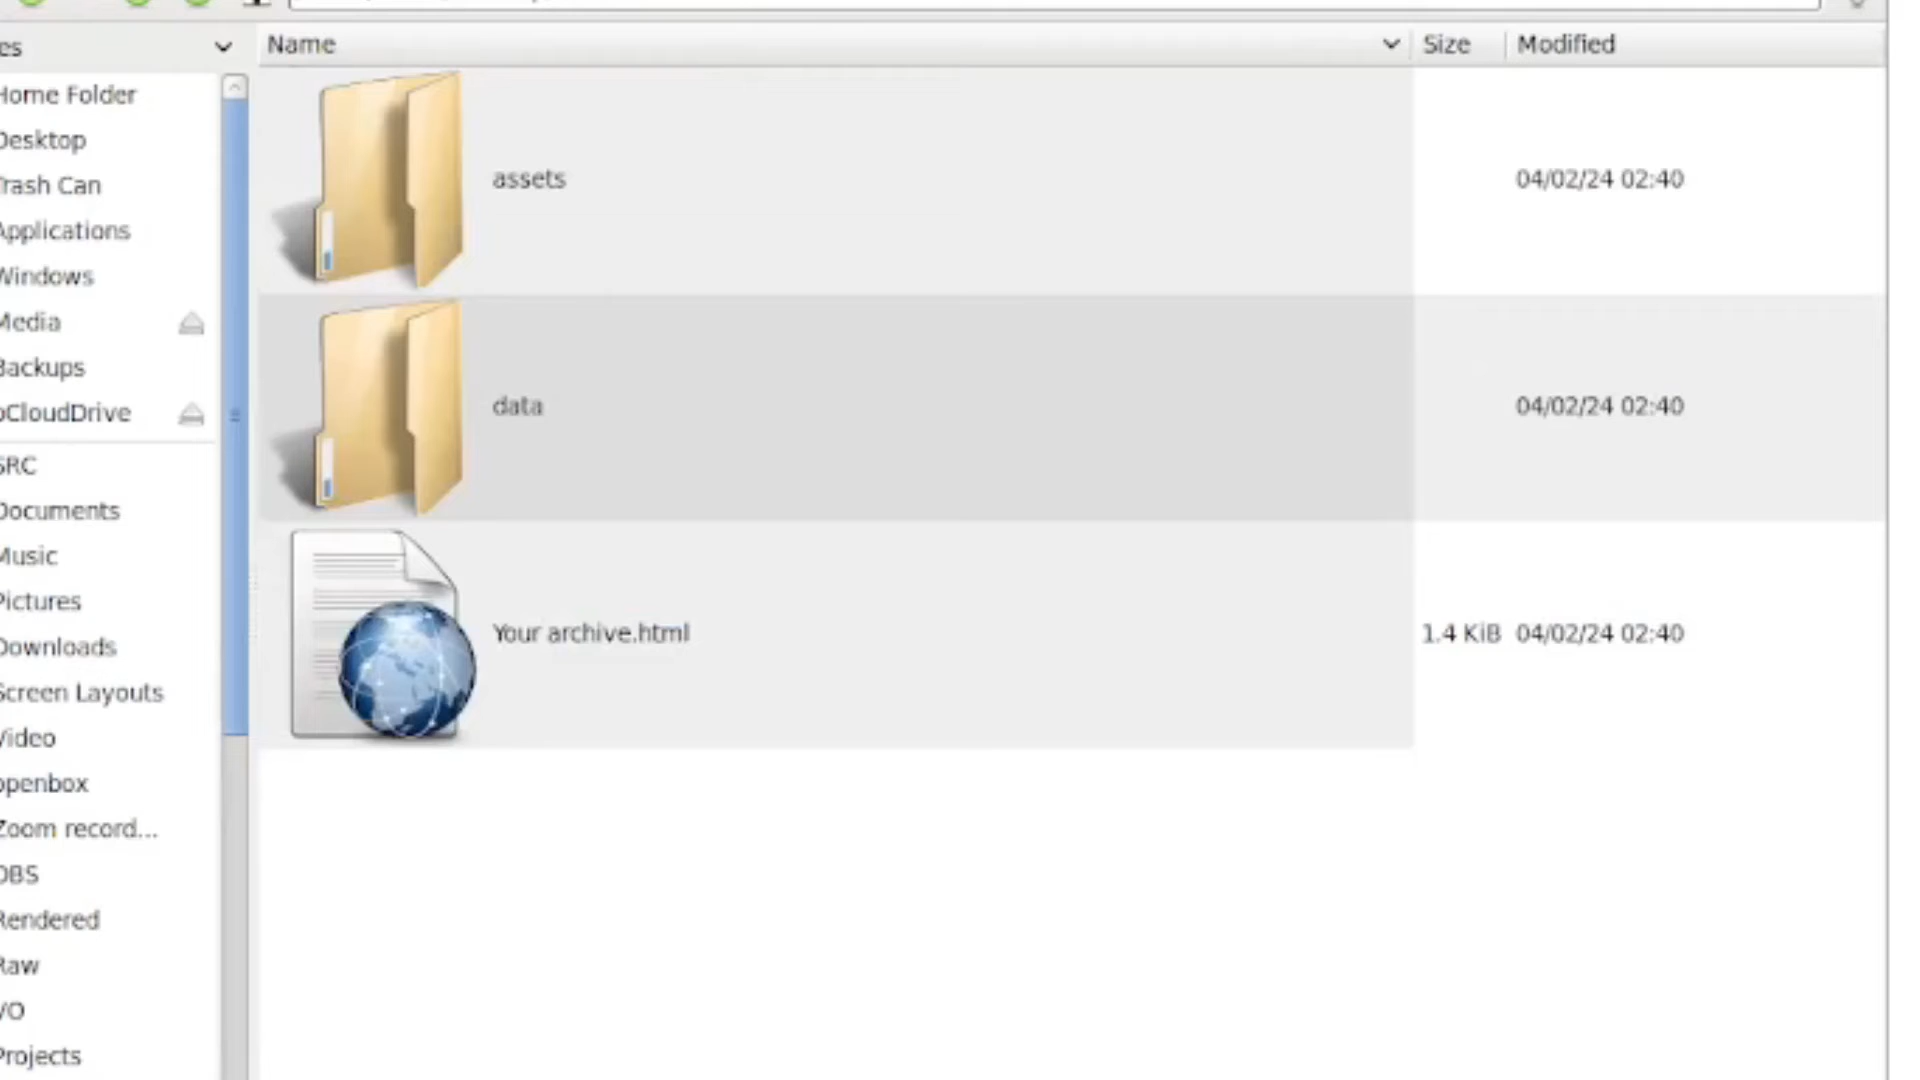 es
Name Size Modified
Home Folder
Desktop
Trash Can
Applications
Windows
Media
Backups
pCloudDrive
SRC
Documents
Music
Pictures
Downloads
Screen Layouts
Video
openbox
Zoom record...
OBS
Rendered
Raw
I/O
Projects
assets 04/02/24 02:40
data 04/02/24 02:40
Your archive.html 1.4 KiB 04/02/24 02:40